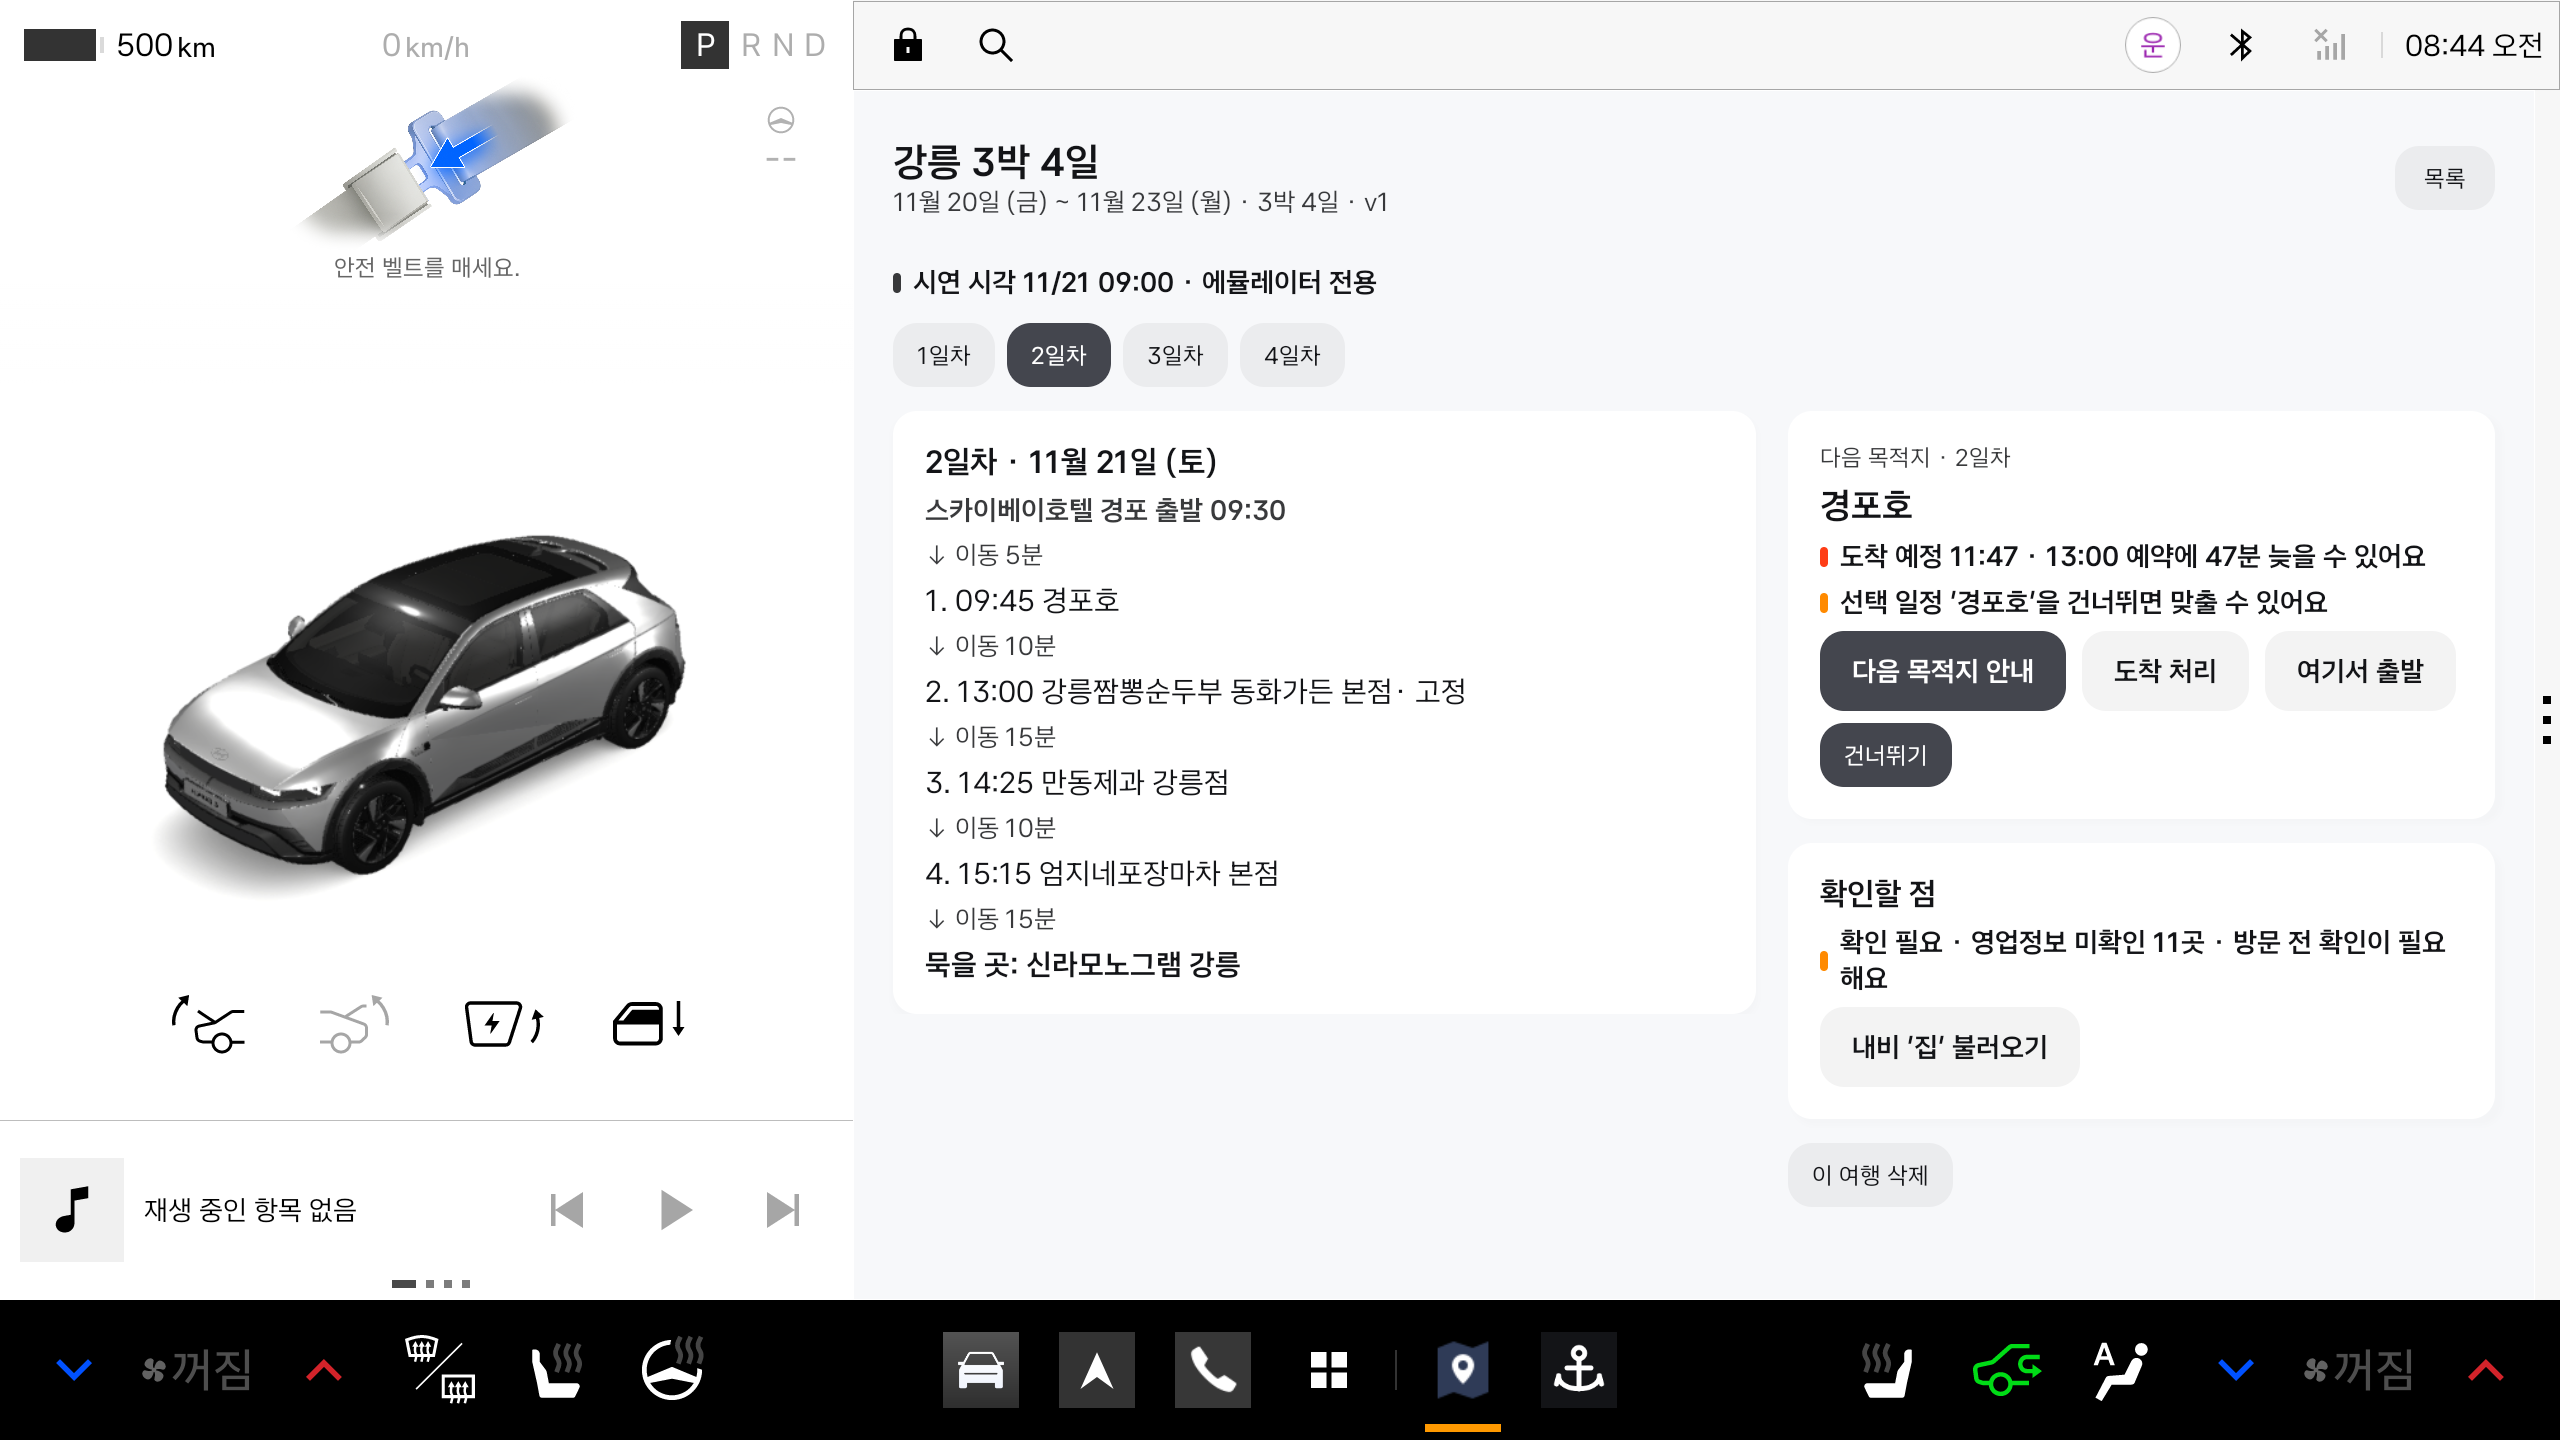 500 km
0 km/h
P R N D
안전 벨트를 매세요.
재생 중인 항목 없음
운
08:44 오전
강릉 3박 4일
11월 20일 (금) ~ 11월 23일 (월) · 3박 4일 · v1
목록
시연 시각 11/21 09:00 · 에뮬레이터 전용
1일차
2일차
3일차
4일차
2일차 · 11월 21일 (토)
스카이베이호텔 경포 출발 09:30
↓ 이동 5분
1. 09:45 경포호
↓ 이동 10분
2. 13:00 강릉짬뽕순두부 동화가든 본점 · 고정
↓ 이동 15분
3. 14:25 만동제과 강릉점
↓ 이동 10분
4. 15:15 엄지네포장마차 본점
↓ 이동 15분
묵을 곳: 신라모노그램 강릉
다음 목적지 · 2일차
경포호
도착 예정 11:47 · 13:00 예약에 47분 늦을 수 있어요
선택 일정 '경포호'을 건너뛰면 맞출 수 있어요
다음 목적지 안내
도착 처리
여기서 출발
건너뛰기
확인할 점
확인 필요 · 영업정보 미확인 11곳 · 방문 전 확인이 필요
해요
내비 '집' 불러오기
이 여행 삭제
꺼짐
A
꺼짐